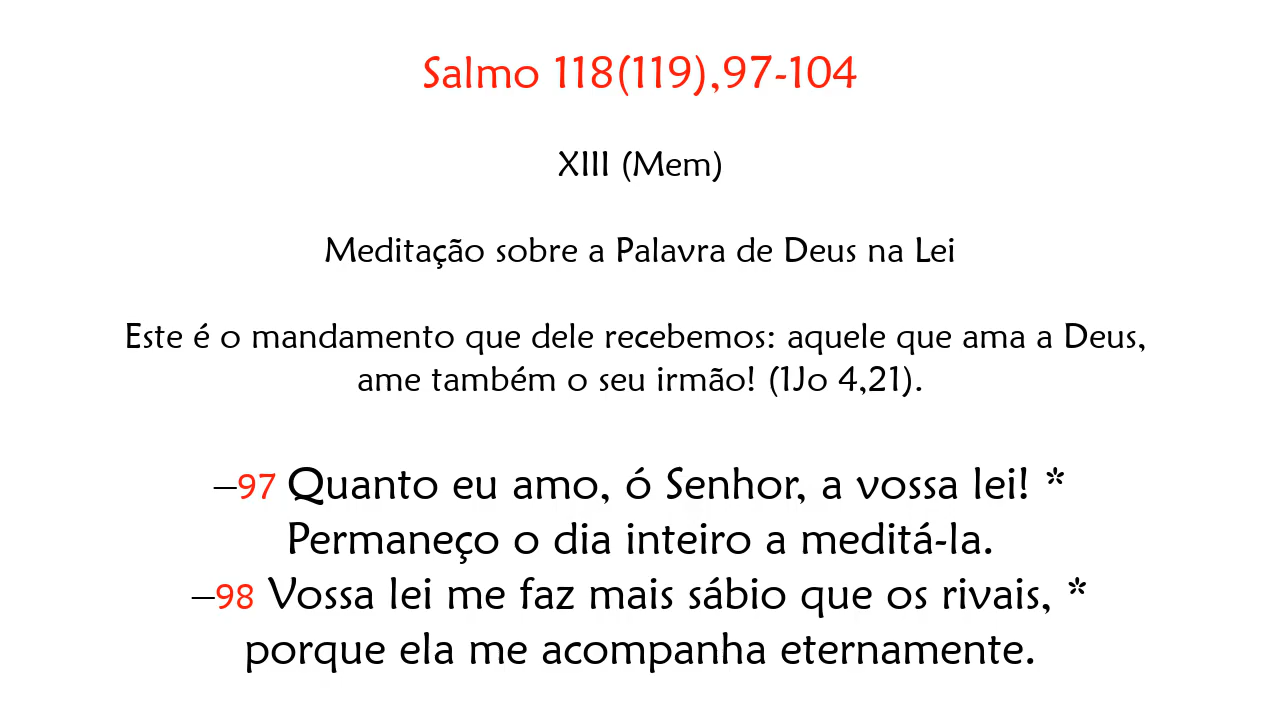 Salmo 118(119),97-104
XIII (Mem)
Meditação sobre a Palavra de Deus na Lei
Este é o mandamento que dele recebemos: aquele que ama a Deus,
ame também o seu irmão! (1Jo 4,21).
–97 Quanto eu amo, ó Senhor, a vossa lei! *
Permaneço o dia inteiro a meditá-la.
–98 Vossa lei me faz mais sábio que os rivais, *
porque ela me acompanha eternamente.